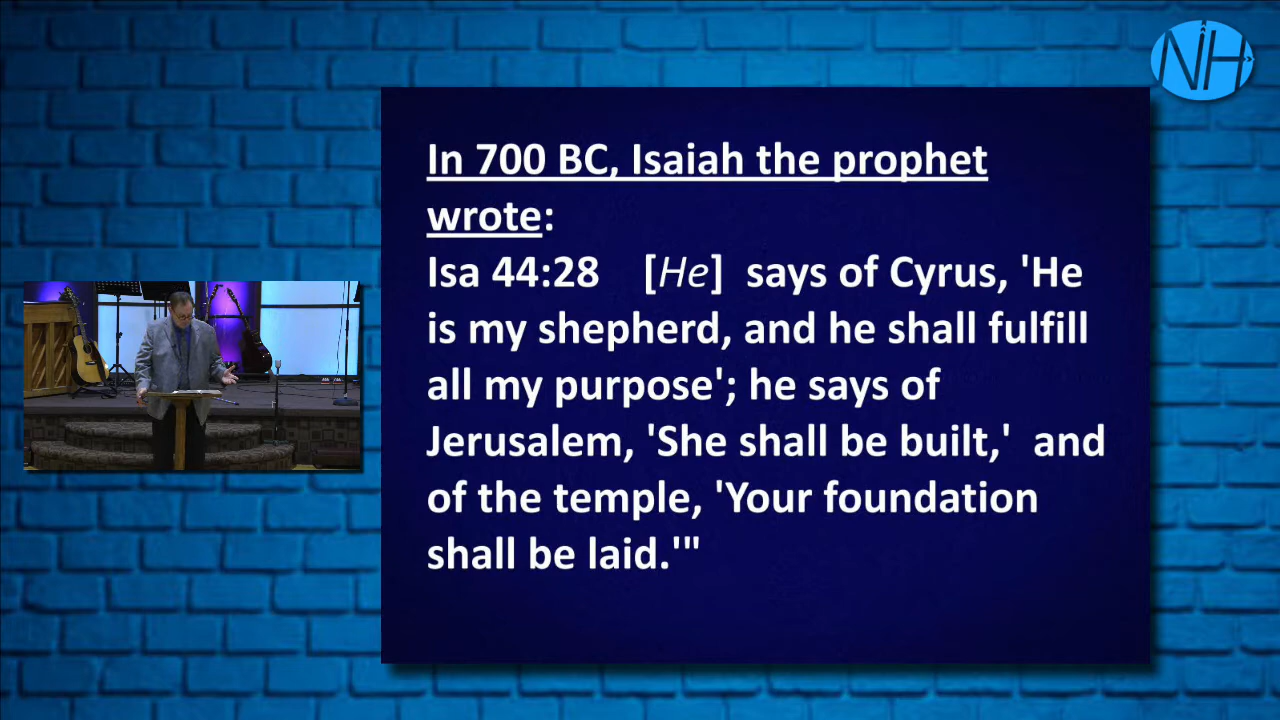 NH
In 700 BC, Isaiah the prophet
wrote:
Isa 44:28 [He] says of Cyrus, 'He
is my shepherd, and he shall fulfill
all my purpose'; he says of
Jerusalem, 'She shall be built,' and
of the temple, 'Your foundation
shall be laid.'"